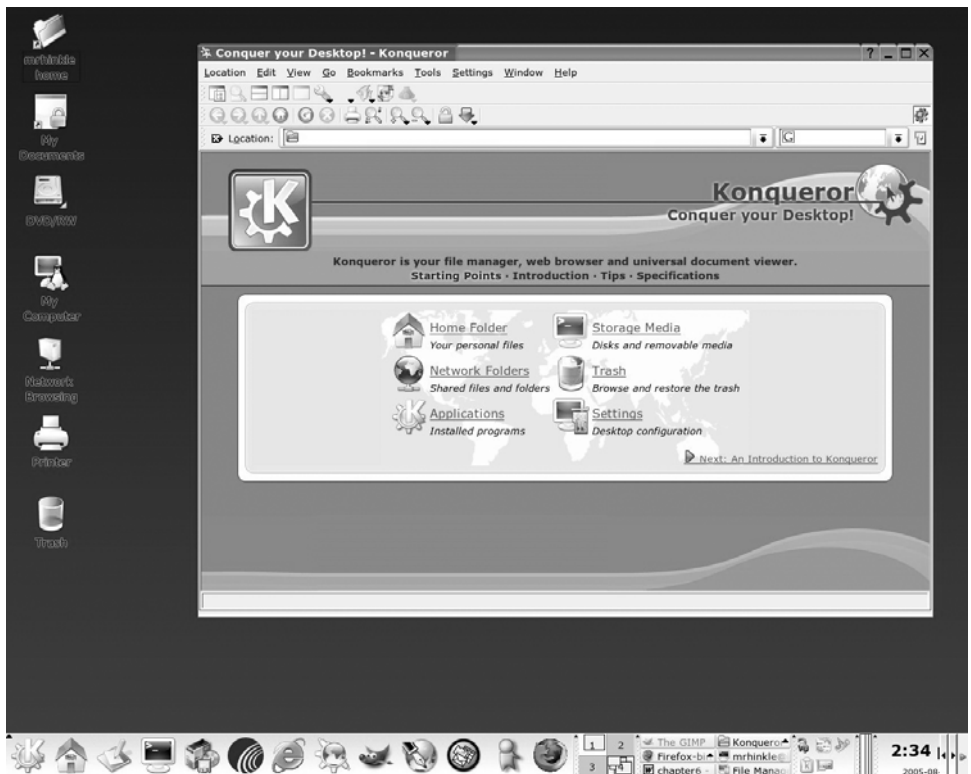 mrhinkle
home
My
Documents
DVD/RW
My
Computer
Network
Browsing
Printer
Trash
Conquer your Desktop! - Konqueror
Location Edit View Go Bookmarks Tools Settings Window Help
Location:
Konqueror
Conquer your Desktop!
Konqueror is your file manager, web browser and universal document viewer.
Starting Points · Introduction · Tips · Specifications
Home Folder
Your personal files
Storage Media
Disks and removable media
Network Folders
Shared files and folders
Trash
Browse and restore the trash
Applications
Installed programs
Settings
Desktop configuration
Next: An Introduction to Konqueror
1 2
3 4
The GIMP
Konqueror
Firefox-bi
mrhinkle
chapter6 -
File Mana
2:34
2005-08-